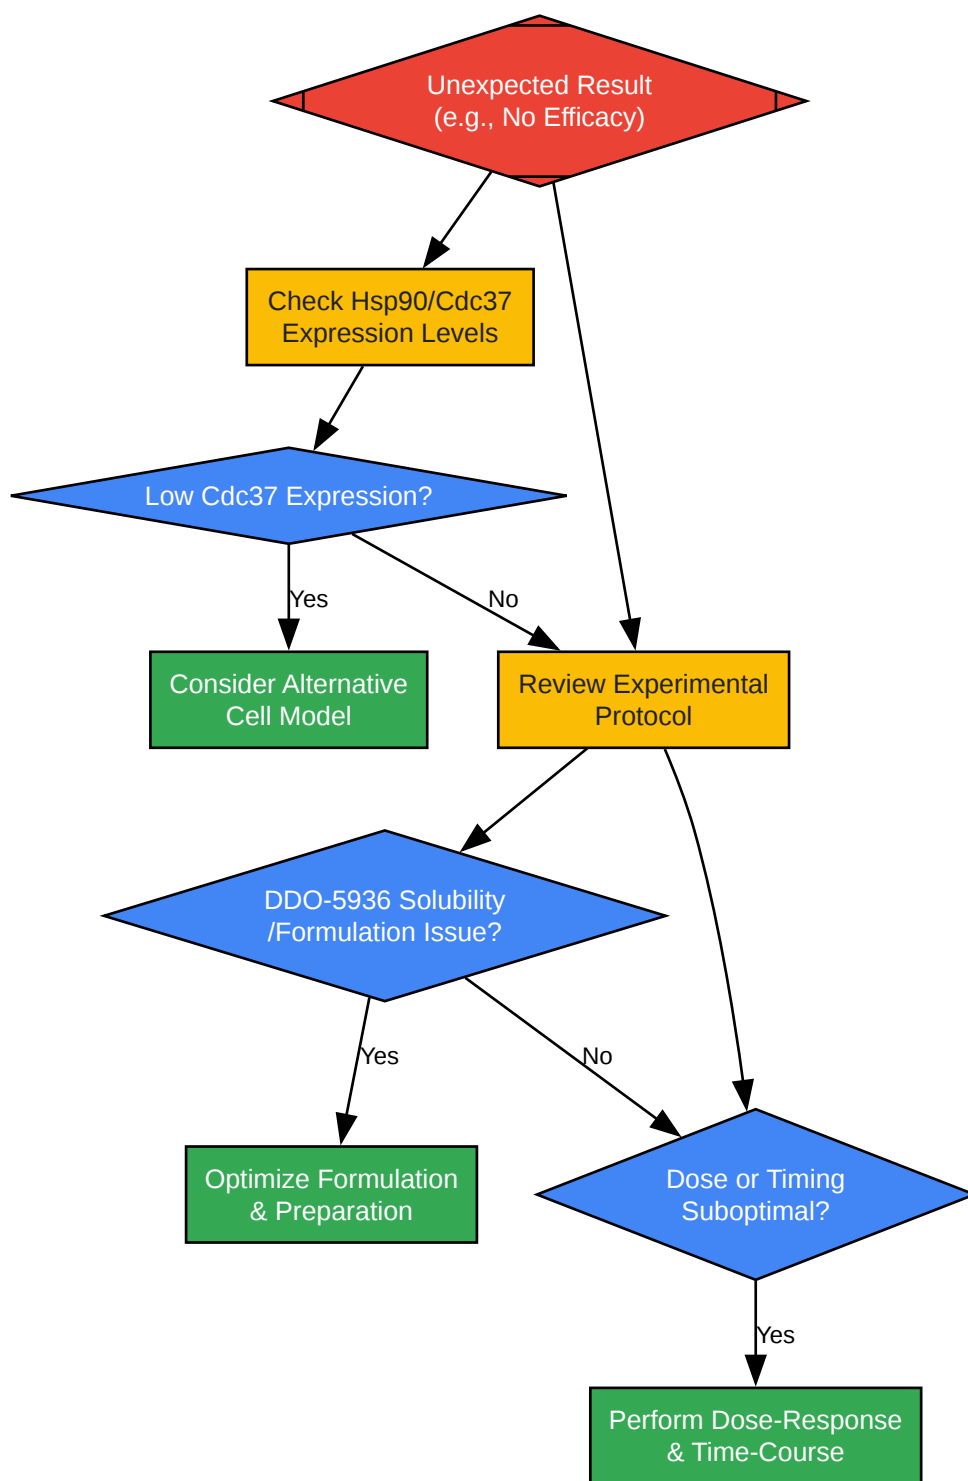 Unexpected Result
(e.g., No Efficacy)
Check Hsp90/Cdc37
Expression Levels
Low Cdc37 Expression?
Yes
No
Consider Alternative
Cell Model
Review Experimental
Protocol
DDO-5936 Solubility
/Formulation Issue?
Yes
No
Optimize Formulation
& Preparation
Dose or Timing
Suboptimal?
Yes
Perform Dose-Response
& Time-Course